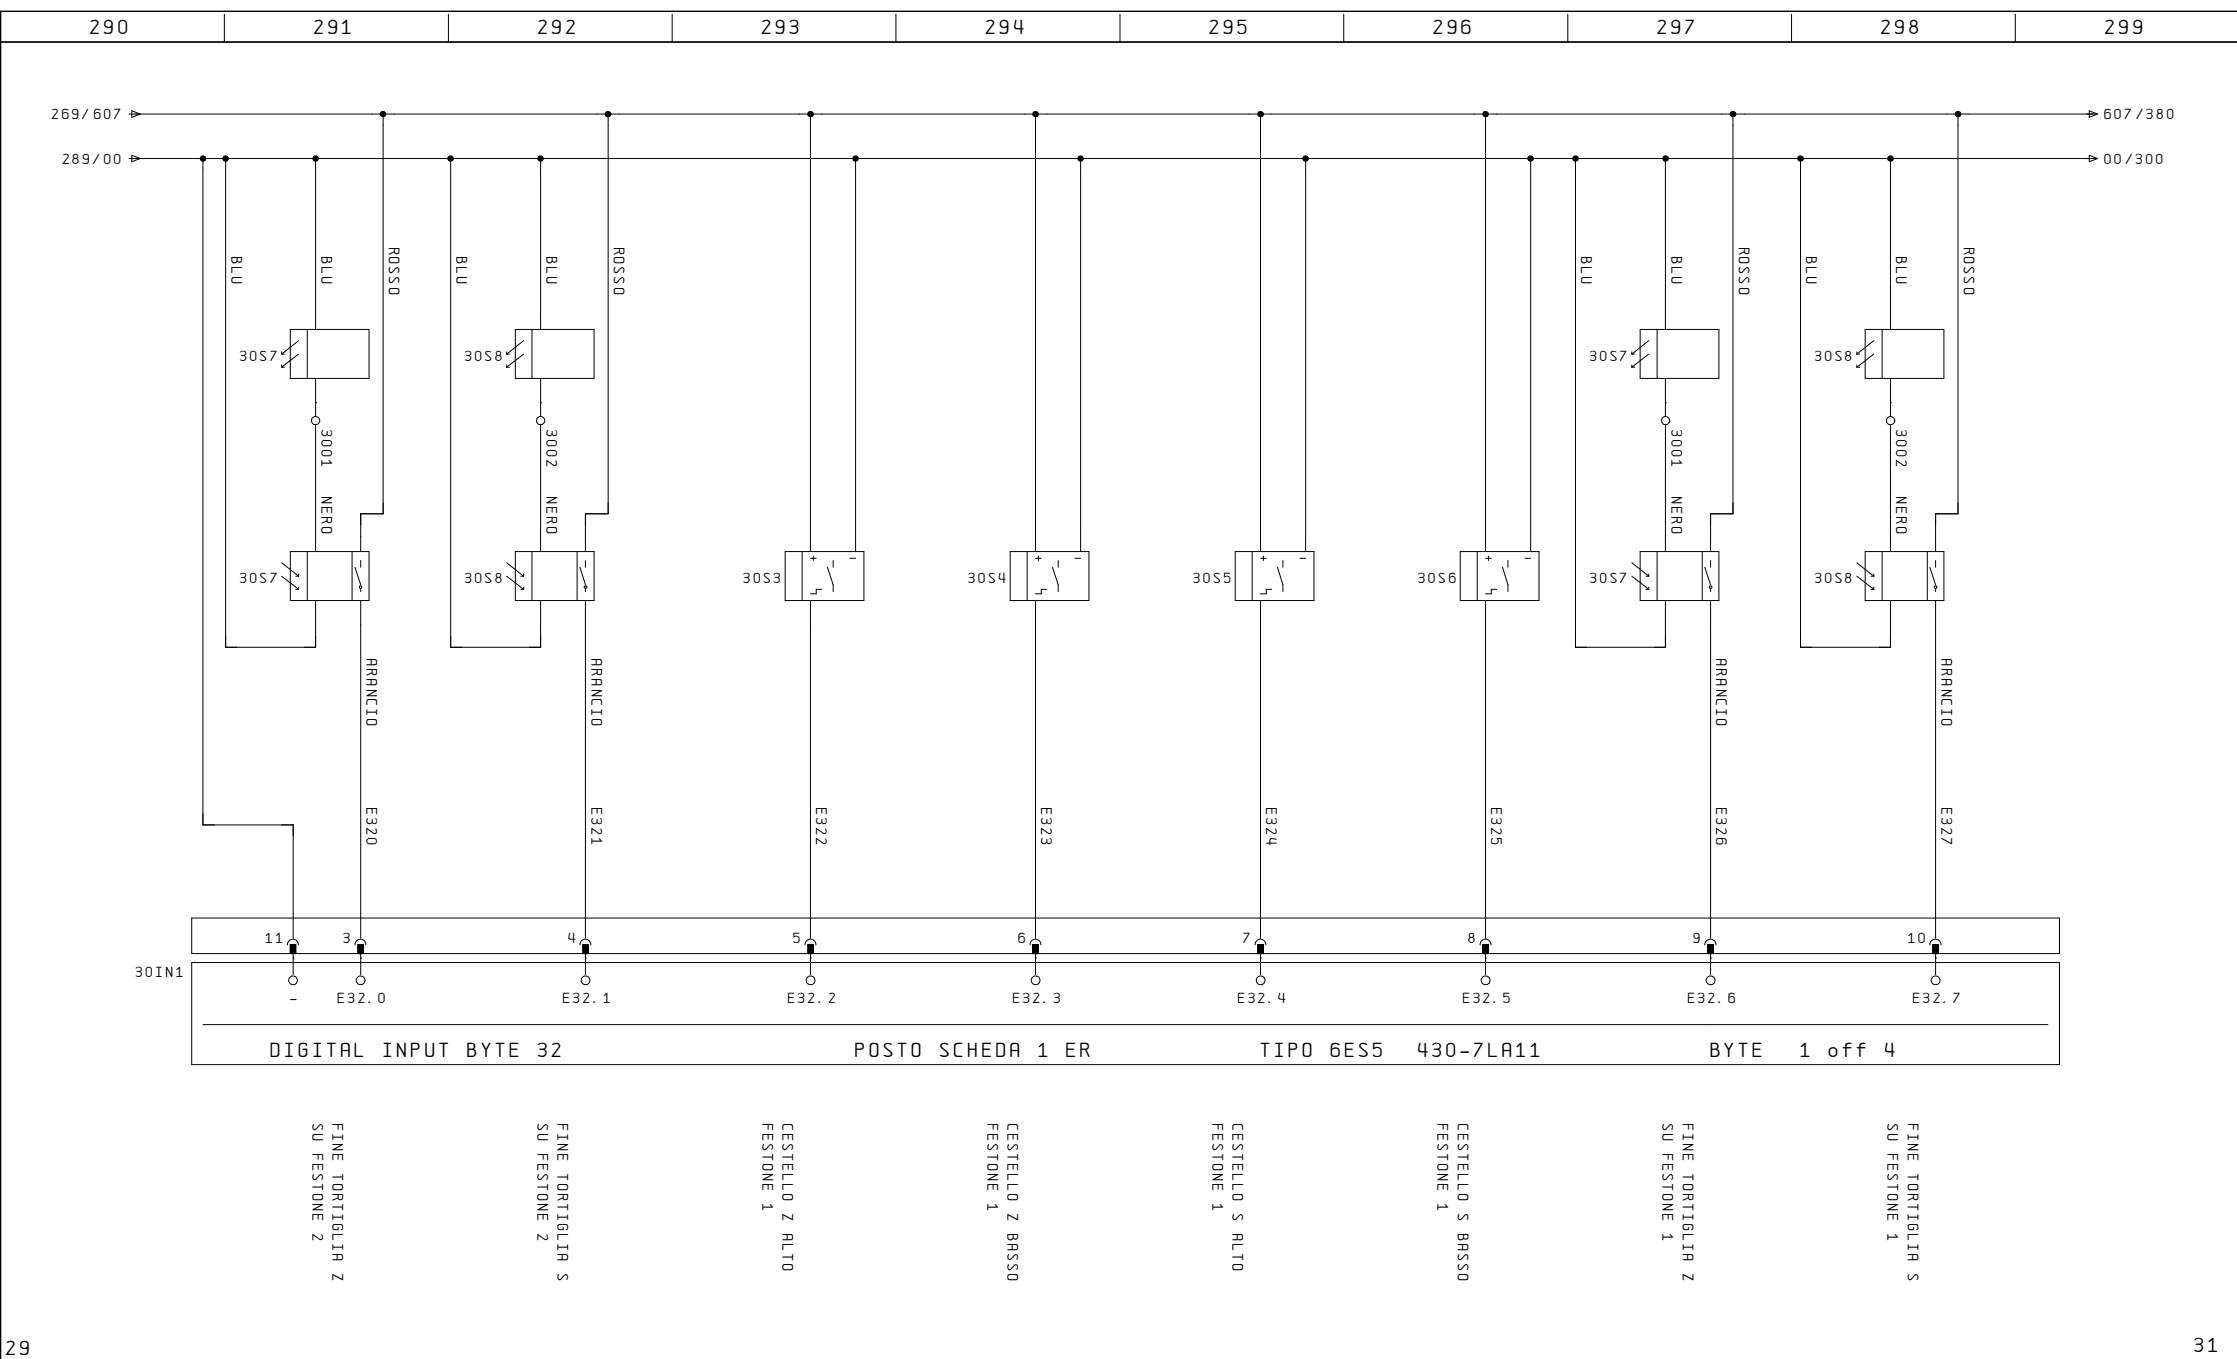 290 291 292 293 294 295 296 297 298 299
269/607 607/380
289/00 00/300
BLU BLU ROSSO BLU BLU ROSSO BLU BLU ROSSO BLU BLU ROSSO
30S7 30S8 30S7 30S8
3001 3002 3001 3002
NERO NERO NERO NERO
30S7 30S8 30S3 + - 30S4 + - 30S5 + - 30S6 + - 30S7 30S8
ARANCIO ARANCIO ARANCIO ARANCIO
E320 E321 E322 E323 E324 E325 E326 E327
11 3 4 5 6 7 8 9 10
30IN1
- E32.0 E32.1 E32.2 E32.3 E32.4 E32.5 E32.6 E32.7
DIGITAL INPUT BYTE 32 POSTO SCHEDA 1 ER TIPO 6ES5 430-7LA11 BYTE 1 off 4
FINE TORTIGLIA Z
SU FESTONE 2
FINE TORTIGLIA S
SU FESTONE 2
CESTELLO Z ALTO
FESTONE 1
CESTELLO Z BASSO
FESTONE 1
CESTELLO S ALTO
FESTONE 1
CESTELLO S BASSO
FESTONE 1
FINE TORTIGLIA Z
SU FESTONE 1
FINE TORTIGLIA S
SU FESTONE 1
29 31